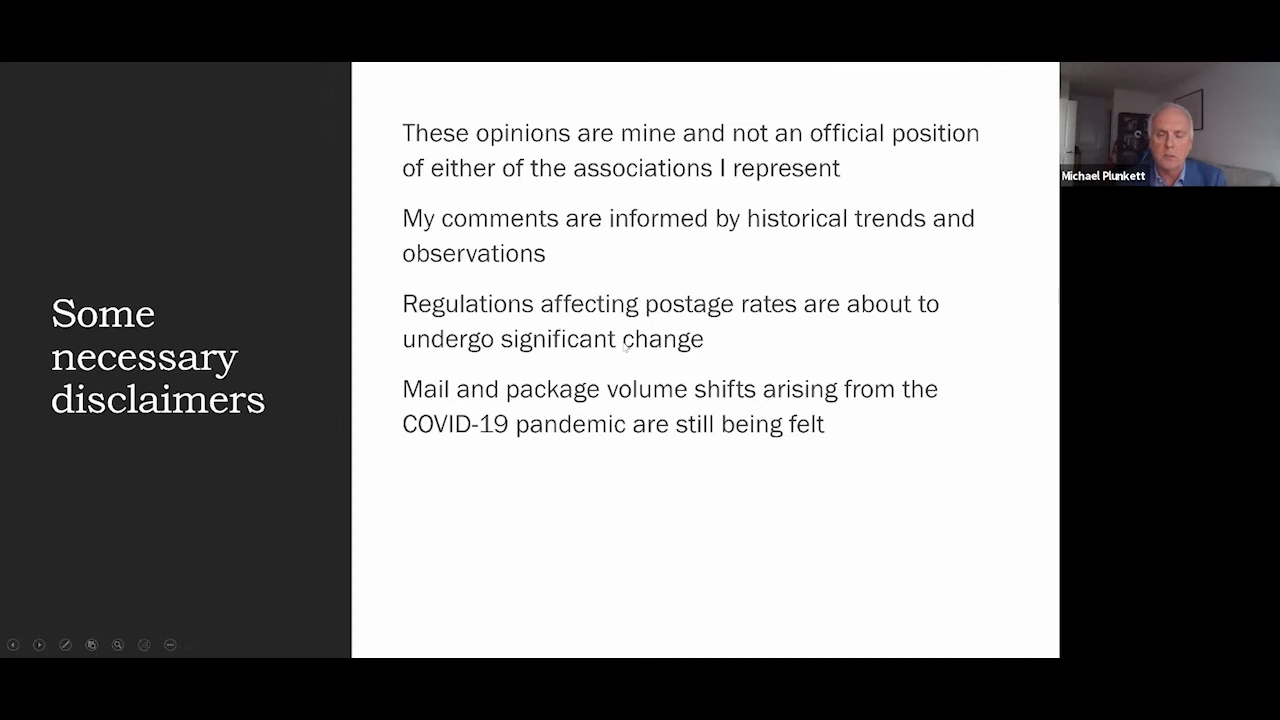 Some
necessary
disclaimers
These opinions are mine and not an official position
of either of the associations I represent
My comments are informed by historical trends and
observations
Regulations affecting postage rates are about to
undergo significant change
Mail and package volume shifts arising from the
COVID-19 pandemic are still being felt
Michael Plunkett